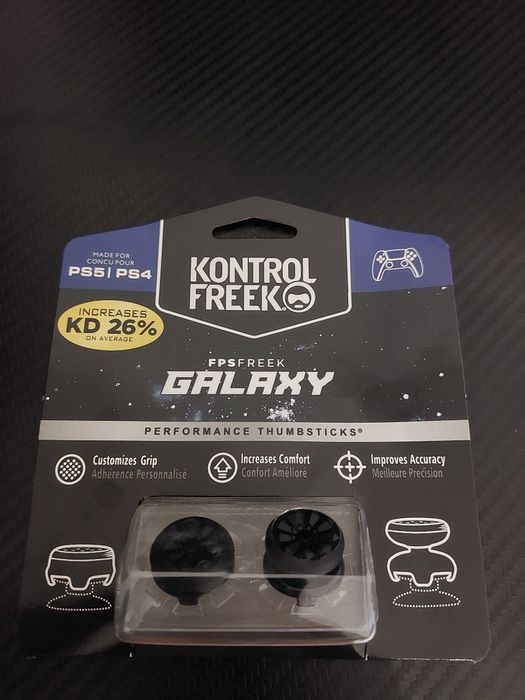 MADE FOR
CONCU POUR
PS5 | PS4
KONTROL
FREEK
INCREASES
KD 26%
ON AVERAGE
FPSFREEK
GALAXY
PERFORMANCE THUMBSTICKS®
Customizes Grip
Adhérence Personnalisé
Increases Comfort
Confort Amélioré
Improves Accuracy
Meilleure Précision